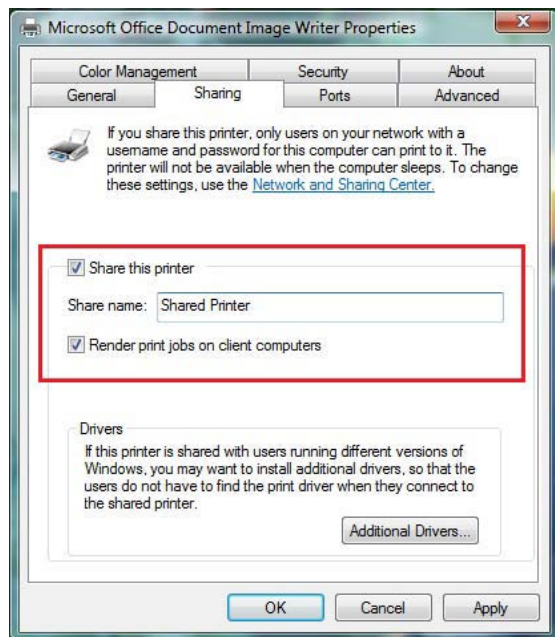 Microsoft Office Document Image Writer Properties
Color Management Security About
General Sharing Ports Advanced
If you share this printer, only users on your network with a
username and password for this computer can print to it. The
printer will not be available when the computer sleeps. To change
these settings, use the Network and Sharing Center.
Share this printer
Share name: Shared Printer
Render print jobs on client computers
Drivers
If this printer is shared with users running different versions of
Windows, you may want to install additional drivers, so that the
users do not have to find the print driver when they connect to
the shared printer.
Additional Drivers...
OK Cancel Apply